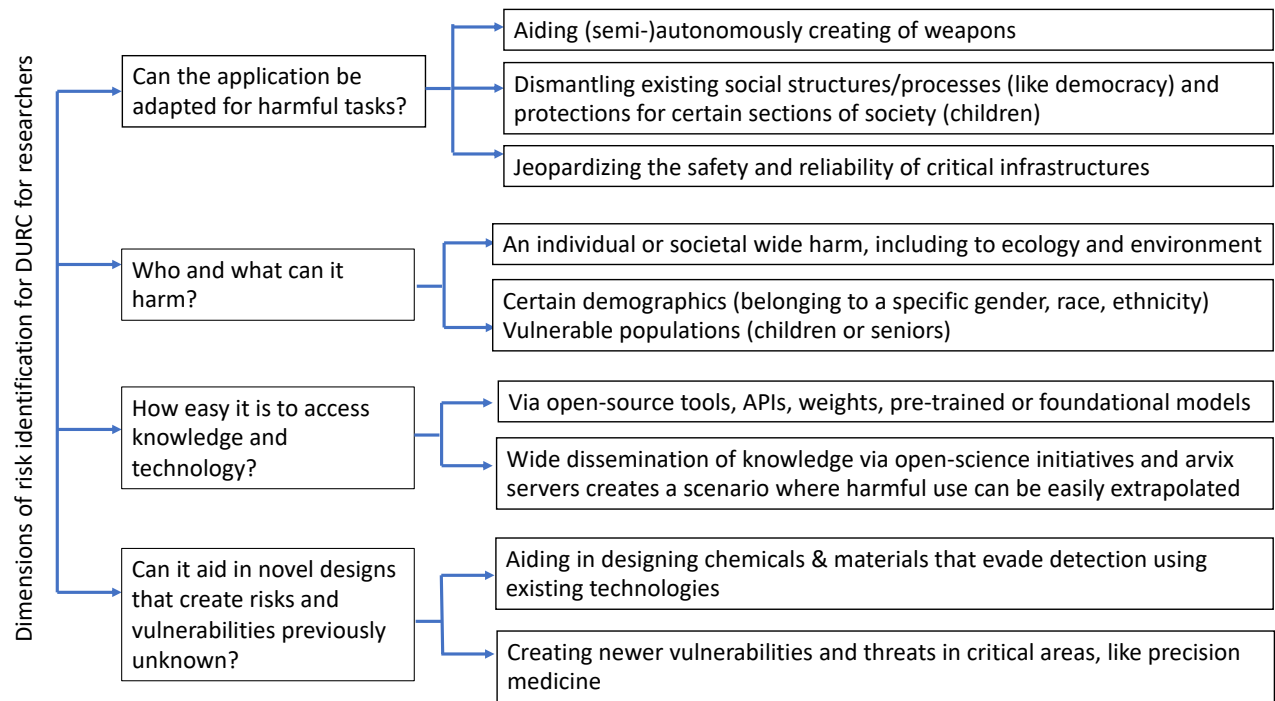 Dimensions of risk identification for DURC for researchers
Can the application be
adapted for harmful tasks?
Aiding (semi-)autonomously creating of weapons
Dismantling existing social structures/processes (like democracy) and
protections for certain sections of society (children)
Jeopardizing the safety and reliability of critical infrastructures
Who and what can it
harm?
An individual or societal wide harm, including to ecology and environment
Certain demographics (belonging to a specific gender, race, ethnicity)
Vulnerable populations (children or seniors)
How easy it is to access
knowledge and
technology?
Via open-source tools, APIs, weights, pre-trained or foundational models
Wide dissemination of knowledge via open-science initiatives and arvix
servers creates a scenario where harmful use can be easily extrapolated
Can it aid in novel designs
that create risks and
vulnerabilities previously
unknown?
Aiding in designing chemicals & materials that evade detection using
existing technologies
Creating newer vulnerabilities and threats in critical areas, like precision
medicine